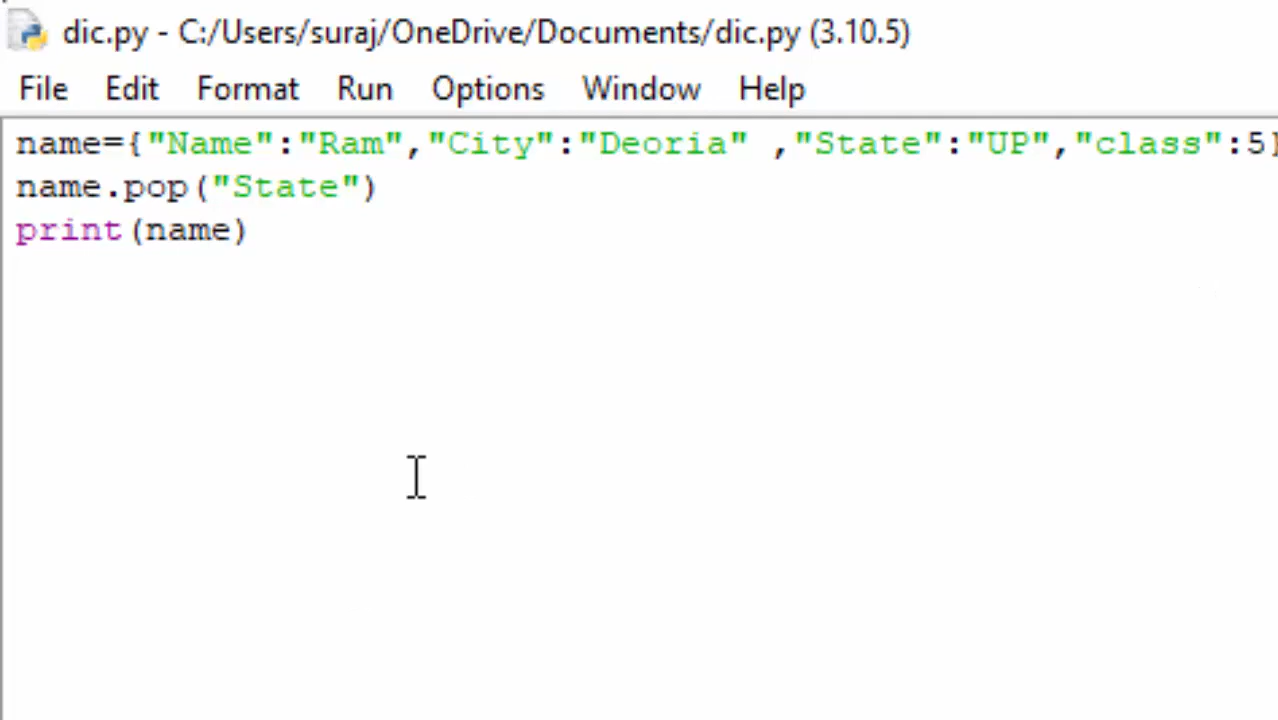 dic.py - C:/Users/suraj/OneDrive/Documents/dic.py (3.10.5)
File Edit Format Run Options Window Help
name={"Name":"Ram","City":"Deoria" ,"State":"UP","class":5}
name.pop("State")
print(name)